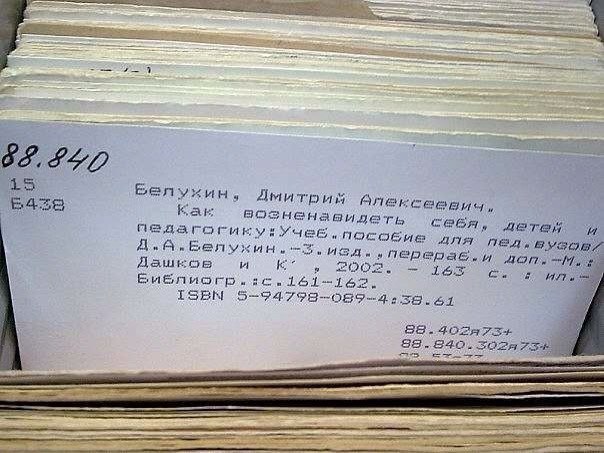 88.840
15
Б438
Белухин, Дмитрий Алексеевич.
Как возненавидеть себя, детей и
педагогику:Учеб.пособие для пед.вузов/
Д.А.Белухин.-3.изд.,перераб.и доп.-М.:
Дашков и К', 2002. - 163 с. : ил.-
Библиогр.:с.161-162.
ISBN 5-94798-089-4:38.61
88.402я73+
88.840.302я73+